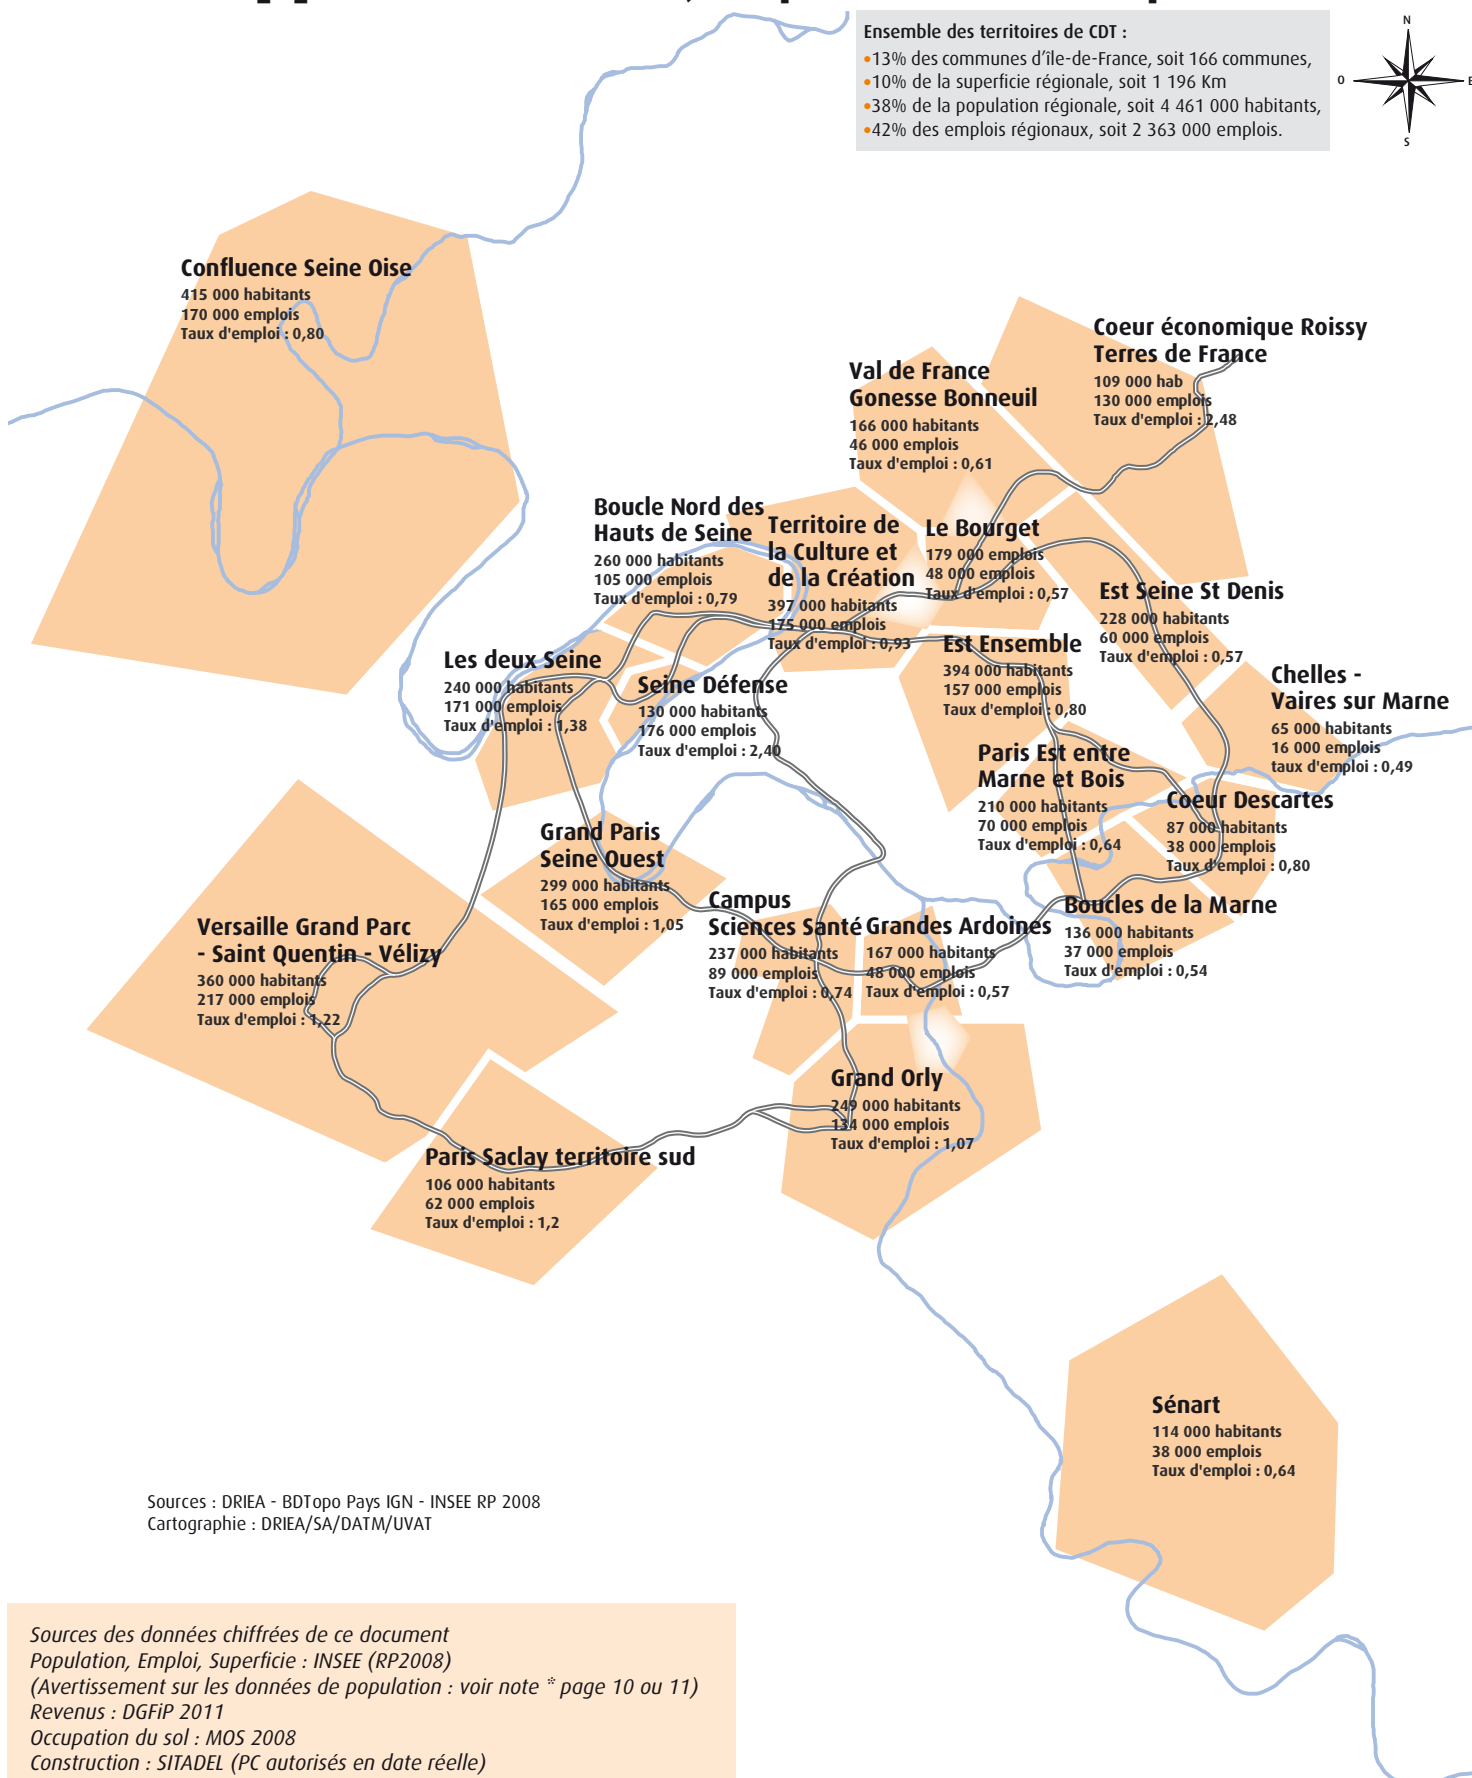 Ensemble des territoires de CDT :
•13% des communes d'île-de-France, soit 166 communes,
•10% de la superficie régionale, soit 1 196 Km
•38% de la population régionale, soit 4 461 000 habitants,
•42% des emplois régionaux, soit 2 363 000 emplois.
N
O
E
S
Confluence Seine Oise
415 000 habitants
170 000 emplois
Taux d'emploi : 0,80
Coeur économique Roissy
Terres de France
109 000 hab
130 000 emplois
Taux d'emploi : 2,48
Val de France
Gonesse Bonneuil
166 000 habitants
46 000 emplois
Taux d'emploi : 0,61
Boucle Nord des
Hauts de Seine
260 000 habitants
105 000 emplois
Taux d'emploi : 0,79
Territoire de
la Culture et
de la Création
397 000 habitants
175 000 emplois
Taux d'emploi : 0,93
Le Bourget
179 000 emplois
48 000 emplois
Taux d'emploi : 0,57
Est Seine St Denis
228 000 habitants
60 000 emplois
Taux d'emploi : 0,57
Les deux Seine
240 000 habitants
171 000 emplois
Taux d'emploi : 1,38
Seine Défense
130 000 habitants
176 000 emplois
Taux d'emploi : 2,40
Est Ensemble
394 000 habitants
157 000 emplois
Taux d'emploi : 0,80
Chelles -
Vaires sur Marne
65 000 habitants
16 000 emplois
taux d'emploi : 0,49
Paris Est entre
Marne et Bois
210 000 habitants
70 000 emplois
Taux d'emploi : 0,64
Coeur Descartes
87 000 habitants
38 000 emplois
Taux d'emploi : 0,80
Grand Paris
Seine Ouest
299 000 habitants
165 000 emplois
Taux d'emploi : 1,05
Campus
Sciences Santé
237 000 habitants
89 000 emplois
Taux d'emploi : 0,74
Grandes Ardoines
167 000 habitants
48 000 emplois
Taux d'emploi : 0,57
Boucles de la Marne
136 000 habitants
37 000 emplois
Taux d'emploi : 0,54
Versaille Grand Parc
- Saint Quentin - Vélizy
360 000 habitants
217 000 emplois
Taux d'emploi : 1,22
Grand Orly
249 000 habitants
134 000 emplois
Taux d'emploi : 1,07
Paris Saclay territoire sud
106 000 habitants
62 000 emplois
Taux d'emploi : 1,2
Sénart
114 000 habitants
38 000 emplois
Taux d'emploi : 0,64
Sources : DRIEA - BDTopo Pays IGN - INSEE RP 2008
Cartographie : DRIEA/SA/DATM/UVAT
Sources des données chiffrées de ce document
Population, Emploi, Superficie : INSEE (RP2008)
(Avertissement sur les données de population : voir note * page 10 ou 11)
Revenus : DGFiP 2011
Occupation du sol : MOS 2008
Construction : SITADEL (PC autorisés en date réelle)